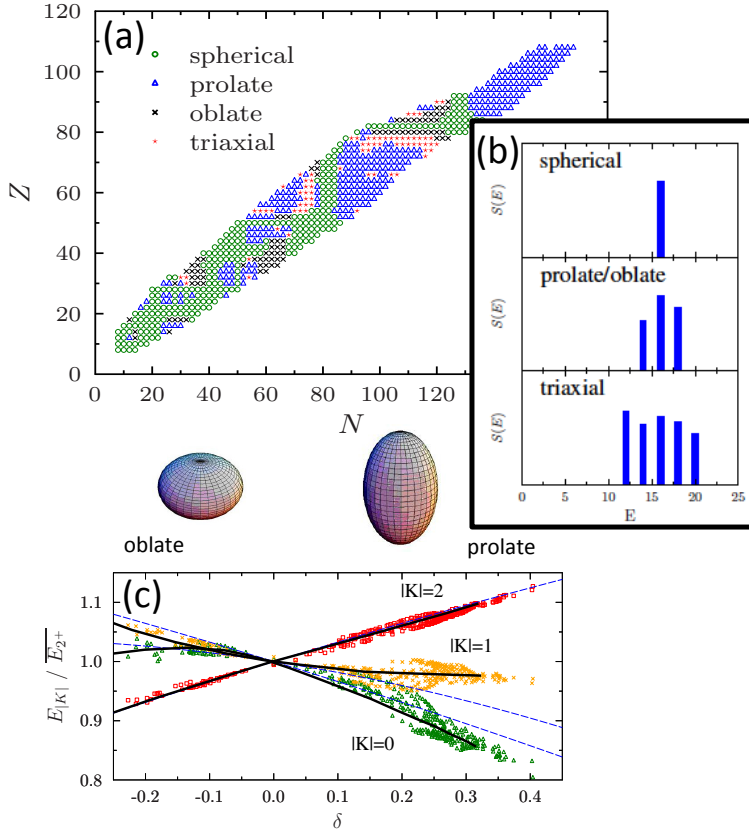 (a)
spherical
prolate
oblate
triaxial
120
100
80
60
40
20
0
Z
0 20 40 60 80 100 120
N
(b)
spherical
S(E)
prolate/oblate
S(E)
triaxial
S(E)
0 5 10 15 20 25
E
oblate
prolate
(c)
|K|=2
|K|=1
|K|=0
1.1
1.0
0.9
0.8
E|K| / E2+
-0.2 -0.1 0.0 0.1 0.2 0.3 0.4
δ